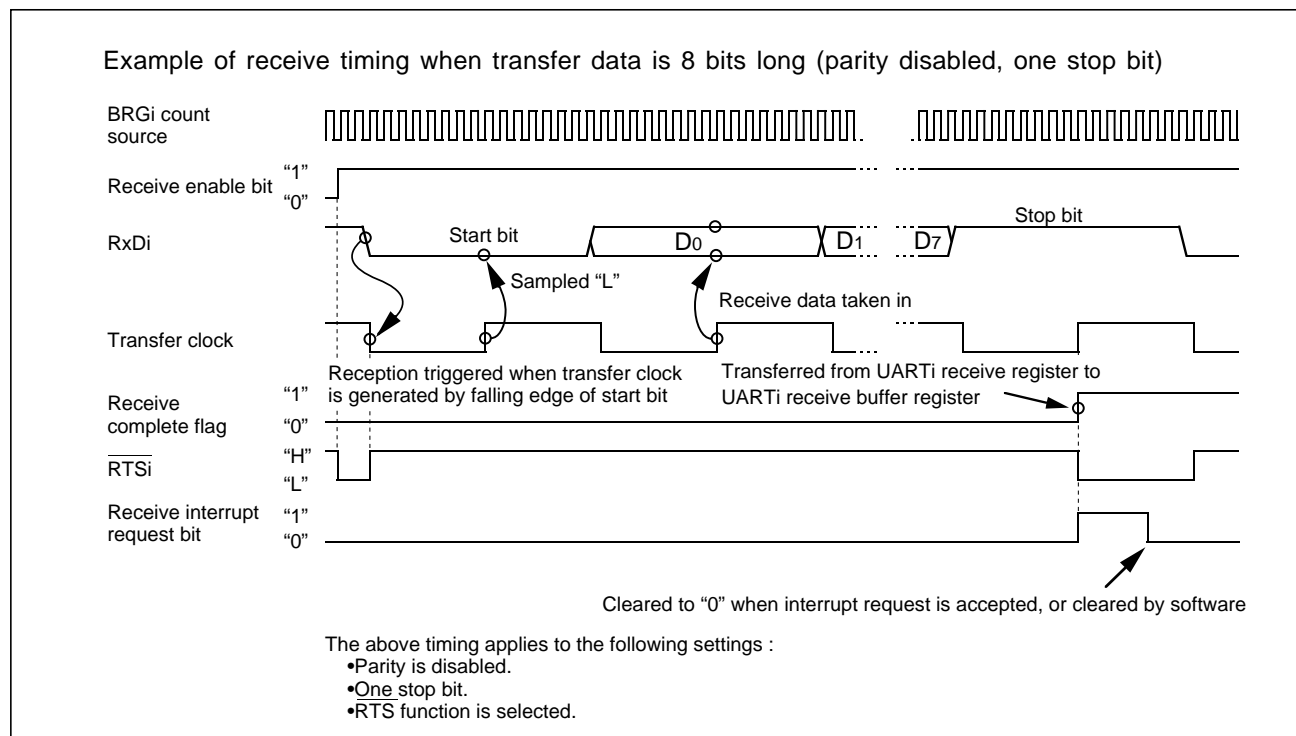 Example of receive timing when transfer data is 8 bits long (parity disabled, one stop bit)
BRGi count
source
Receive enable bit
“1”
“0”
RxDi
Start bit
D0
D1
D7
Stop bit
Sampled “L”
Receive data taken in
Transfer clock
Reception triggered when transfer clock
is generated by falling edge of start bit
Transferred from UARTi receive register to
UARTi receive buffer register
Receive
complete flag
“1”
“0”
RTSi
“H”
“L”
Receive interrupt
request bit
“1”
“0”
Cleared to “0” when interrupt request is accepted, or cleared by software
The above timing applies to the following settings :
•Parity is disabled.
•One stop bit.
•RTS function is selected.